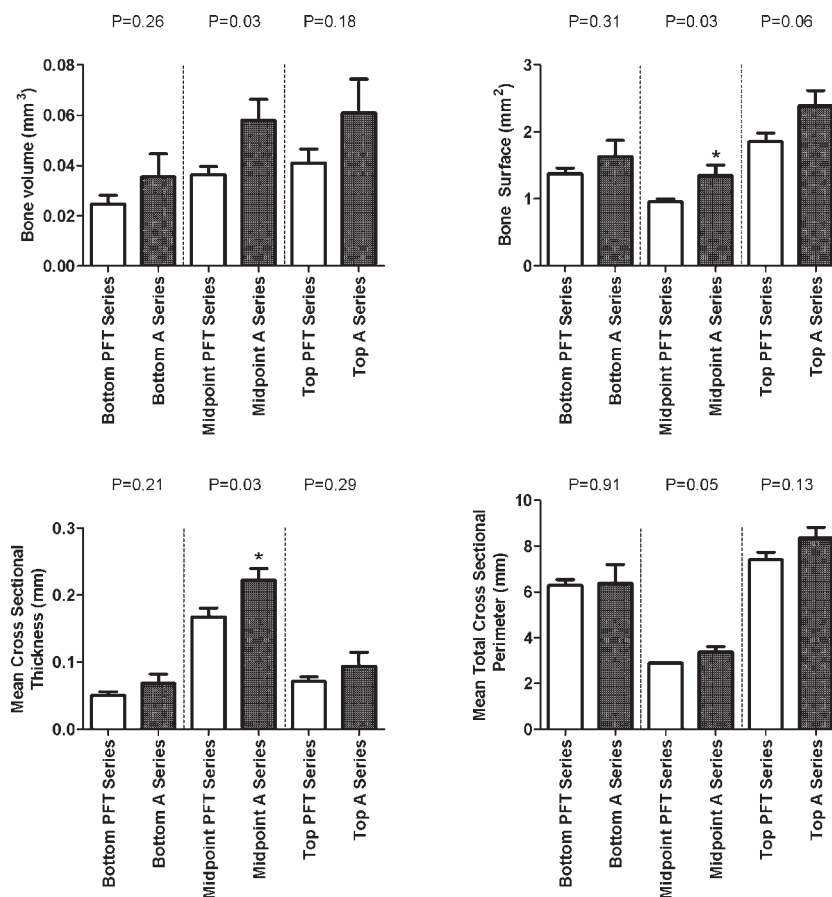 P=0.26 P=0.03 P=0.18
Bone volume (mm³)
0.08
0.06
0.04
0.02
0.00
Bottom PFT Series
Bottom A Series
Midpoint PFT Series
Midpoint A Series
Top PFT Series
Top A Series
P=0.31 P=0.03 P=0.06
Bone Surface (mm²)
3
2
1
0
*
Bottom PFT Series
Bottom A Series
Midpoint PFT Series
Midpoint A Series
Top PFT Series
Top A Series
P=0.21 P=0.03 P=0.29
Mean Cross Sectional
Thickness (mm)
0.3
0.2
0.1
0.0
*
Bottom PFT Series
Bottom A Series
Midpoint PFT Series
Midpoint A Series
Top PFT Series
Top A Series
P=0.91 P=0.05 P=0.13
Mean Total Cross Sectional
Perimeter (mm)
10
8
6
4
2
0
Bottom PFT Series
Bottom A Series
Midpoint PFT Series
Midpoint A Series
Top PFT Series
Top A Series